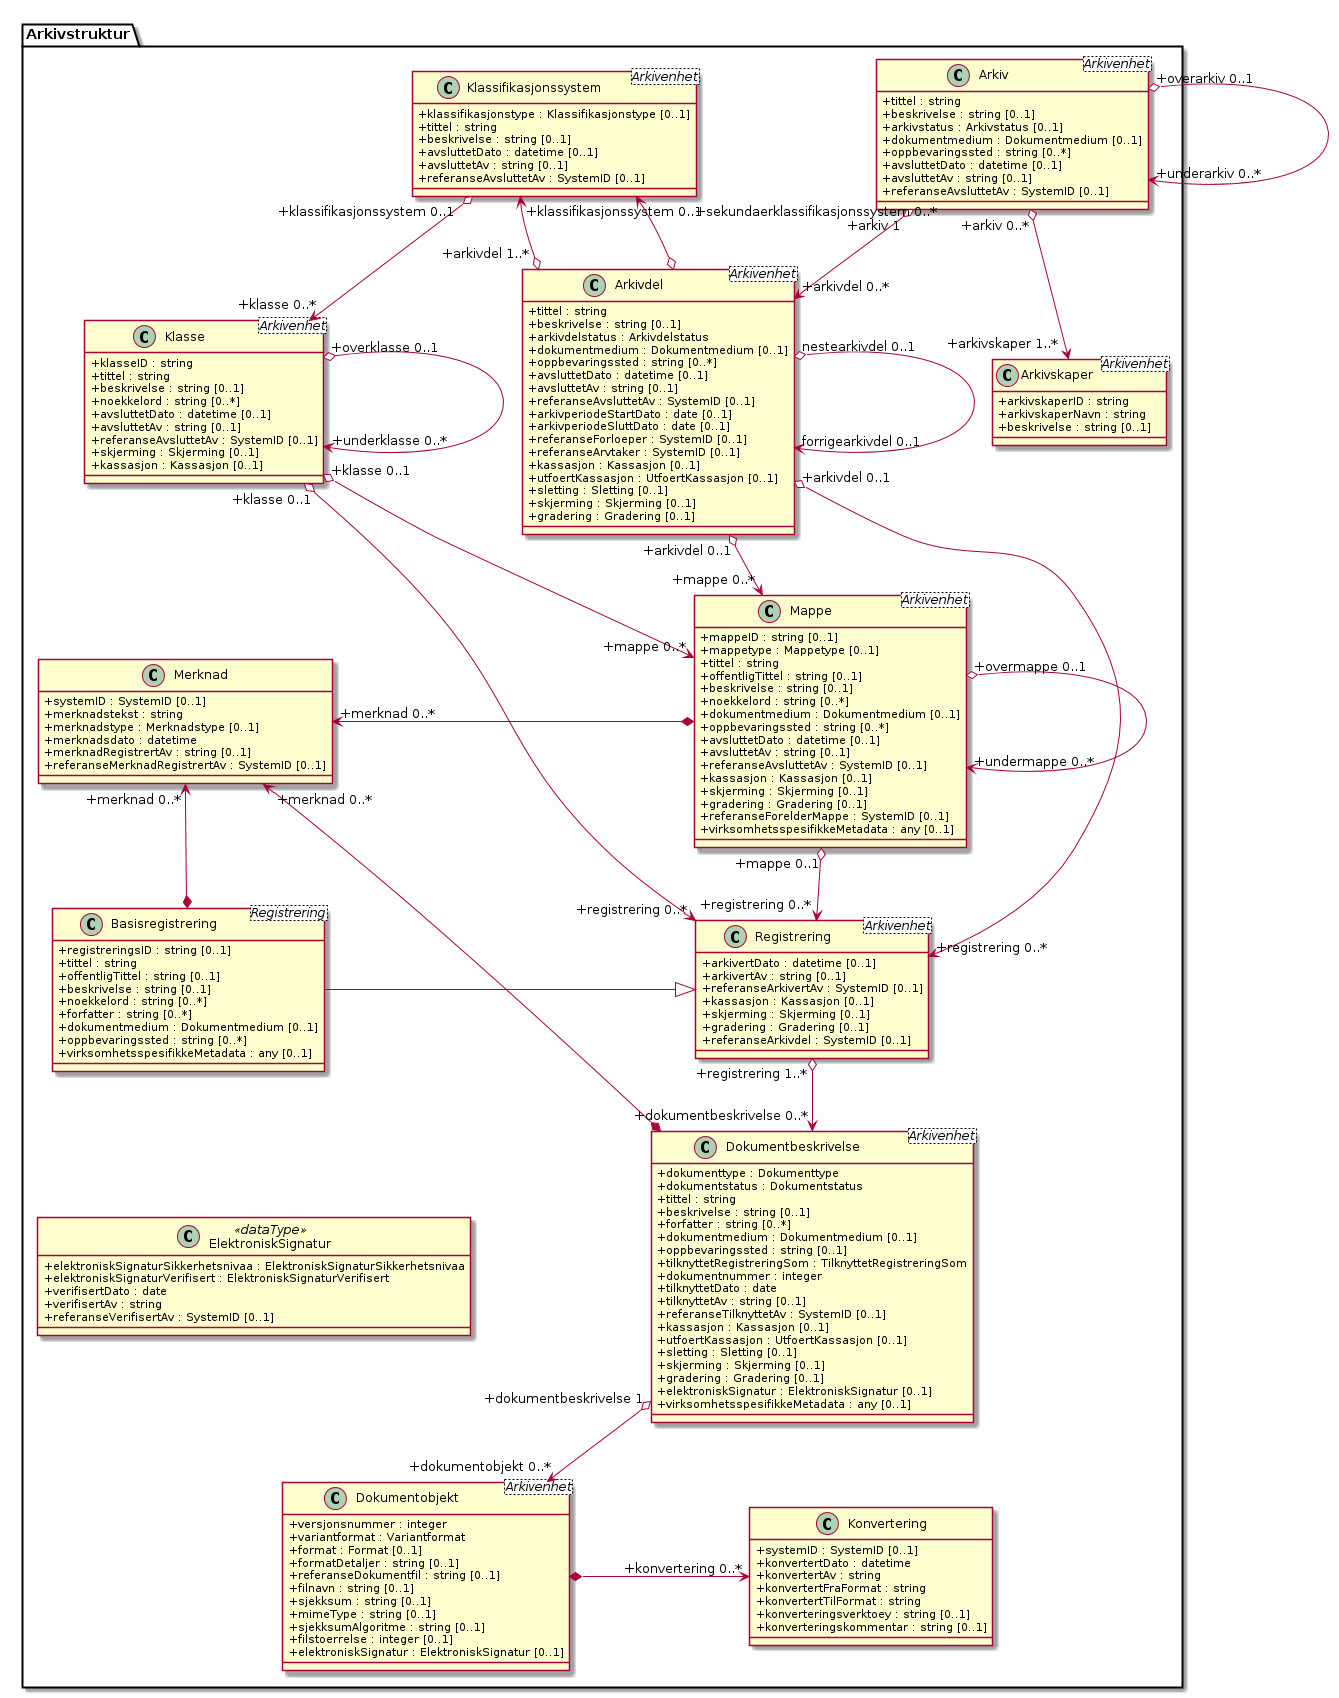 Arkivstruktur
Arkivenhet
C Klassifikasjonssystem
+klassifikasjonstype : Klassifikasjonstype [0..1]
+tittel : string
+beskrivelse : string [0..1]
+avsluttetDato : datetime [0..1]
+avsluttetAv : string [0..1]
+referanseAvsluttetAv : SystemID [0..1]
Arkivenhet
C Arkiv
+tittel : string
+beskrivelse : string [0..1]
+arkivstatus : Arkivstatus [0..1]
+dokumentmedium : Dokumentmedium [0..1]
+oppbevaringssted : string [0..*]
+avsluttetDato : datetime [0..1]
+avsluttetAv : string [0..1]
+referanseAvsluttetAv : SystemID [0..1]
+overarkiv 0..1
+underarkiv 0..*
+klassifikasjonssystem 0..1
+klassifikasjonssystem 0..1
+sekundaerklassifikasjonssystem 0..*
+arkiv 1
+arkiv 0..*
+arkivdel 1..*
+arkivdel 0..*
+klasse 0..*
+arkivskaper 1..*
Arkivenhet
C Arkivdel
+tittel : string
+beskrivelse : string [0..1]
+arkivdelstatus : Arkivdelstatus
+dokumentmedium : Dokumentmedium [0..1]
+oppbevaringssted : string [0..*]
+avsluttetDato : datetime [0..1]
+avsluttetAv : string [0..1]
+referanseAvsluttetAv : SystemID [0..1]
+arkivperiodeStartDato : date [0..1]
+arkivperiodeSluttDato : date [0..1]
+referanseForloeper : SystemID [0..1]
+referanseArvtaker : SystemID [0..1]
+kassasjon : Kassasjon [0..1]
+utfoertKassasjon : UtfoertKassasjon [0..1]
+sletting : Sletting [0..1]
+skjerming : Skjerming [0..1]
+gradering : Gradering [0..1]
nestearkivdel 0..1
forrigearkivdel 0..1
+arkivdel 0..1
Arkivenhet
C Klasse
+klasseID : string
+tittel : string
+beskrivelse : string [0..1]
+noekkelord : string [0..*]
+avsluttetDato : datetime [0..1]
+avsluttetAv : string [0..1]
+referanseAvsluttetAv : SystemID [0..1]
+skjerming : Skjerming [0..1]
+kassasjon : Kassasjon [0..1]
+overklasse 0..1
+underklasse 0..*
+klasse 0..1
+klasse 0..1
Arkivenhet
C Arkivskaper
+arkivskaperID : string
+arkivskaperNavn : string
+beskrivelse : string [0..1]
+arkivdel 0..1
+mappe 0..*
+mappe 0..*
Arkivenhet
C Mappe
+mappeID : string [0..1]
+mappetype : Mappetype [0..1]
+tittel : string
+offentligTittel : string [0..1]
+beskrivelse : string [0..1]
+noekkelord : string [0..*]
+dokumentmedium : Dokumentmedium [0..1]
+oppbevaringssted : string [0..*]
+avsluttetDato : datetime [0..1]
+avsluttetAv : string [0..1]
+referanseAvsluttetAv : SystemID [0..1]
+kassasjon : Kassasjon [0..1]
+skjerming : Skjerming [0..1]
+gradering : Gradering [0..1]
+referanseForelderMappe : SystemID [0..1]
+virksomhetsspesifikkeMetadata : any [0..1]
+overmappe 0..1
+undermappe 0..*
C Merknad
+systemID : SystemID [0..1]
+merknadstekst : string
+merknadstype : Merknadstype [0..1]
+merknadsdato : datetime
+merknadRegistrertAv : string [0..1]
+referanseMerknadRegistrertAv : SystemID [0..1]
+merknad 0..*
+merknad 0..*
+merknad 0..*
+mappe 0..1
+registrering 0..*
+registrering 0..*
+registrering 0..*
Registrering
C Basisregistrering
+registreringsID : string [0..1]
+tittel : string
+offentligTittel : string [0..1]
+beskrivelse : string [0..1]
+noekkelord : string [0..*]
+forfatter : string [0..*]
+dokumentmedium : Dokumentmedium [0..1]
+oppbevaringssted : string [0..*]
+virksomhetsspesifikkeMetadata : any [0..1]
Arkivenhet
C Registrering
+arkivertDato : datetime [0..1]
+arkivertAv : string [0..1]
+referanseArkivertAv : SystemID [0..1]
+kassasjon : Kassasjon [0..1]
+skjerming : Skjerming [0..1]
+gradering : Gradering [0..1]
+referanseArkivdel : SystemID [0..1]
+registrering 1..*
+dokumentbeskrivelse 0..*
Arkivenhet
C Dokumentbeskrivelse
+dokumenttype : Dokumenttype
+dokumentstatus : Dokumentstatus
+tittel : string
+beskrivelse : string [0..1]
+forfatter : string [0..*]
+dokumentmedium : Dokumentmedium [0..1]
+oppbevaringssted : string [0..1]
+tilknyttetRegistreringSom : TilknyttetRegistreringSom
+dokumentnummer : integer
+tilknyttetDato : date
+tilknyttetAv : string [0..1]
+referanseTilknyttetAv : SystemID [0..1]
+kassasjon : Kassasjon [0..1]
+utfoertKassasjon : UtfoertKassasjon [0..1]
+sletting : Sletting [0..1]
+skjerming : Skjerming [0..1]
+gradering : Gradering [0..1]
+elektroniskSignatur : ElektroniskSignatur [0..1]
+virksomhetsspesifikkeMetadata : any [0..1]
«dataType»
C ElektroniskSignatur
+elektroniskSignaturSikkerhetsnivaa : ElektroniskSignaturSikkerhetsnivaa
+elektroniskSignaturVerifisert : ElektroniskSignaturVerifisert
+verifisertDato : date
+verifisertAv : string
+referanseVerifisertAv : SystemID [0..1]
+dokumentbeskrivelse 1
+dokumentobjekt 0..*
Arkivenhet
C Dokumentobjekt
+versjonsnummer : integer
+variantformat : Variantformat
+format : Format [0..1]
+formatDetaljer : string [0..1]
+referanseDokumentfil : string [0..1]
+filnavn : string [0..1]
+sjekksum : string [0..1]
+mimeType : string [0..1]
+sjekksumAlgoritme : string [0..1]
+filstoerrelse : integer [0..1]
+elektroniskSignatur : ElektroniskSignatur [0..1]
+konvertering 0..*
C Konvertering
+systemID : SystemID [0..1]
+konvertertDato : datetime
+konvertertAv : string
+konvertertFraFormat : string
+konvertertTilFormat : string
+konverteringsverktoey : string [0..1]
+konverteringskommentar : string [0..1]